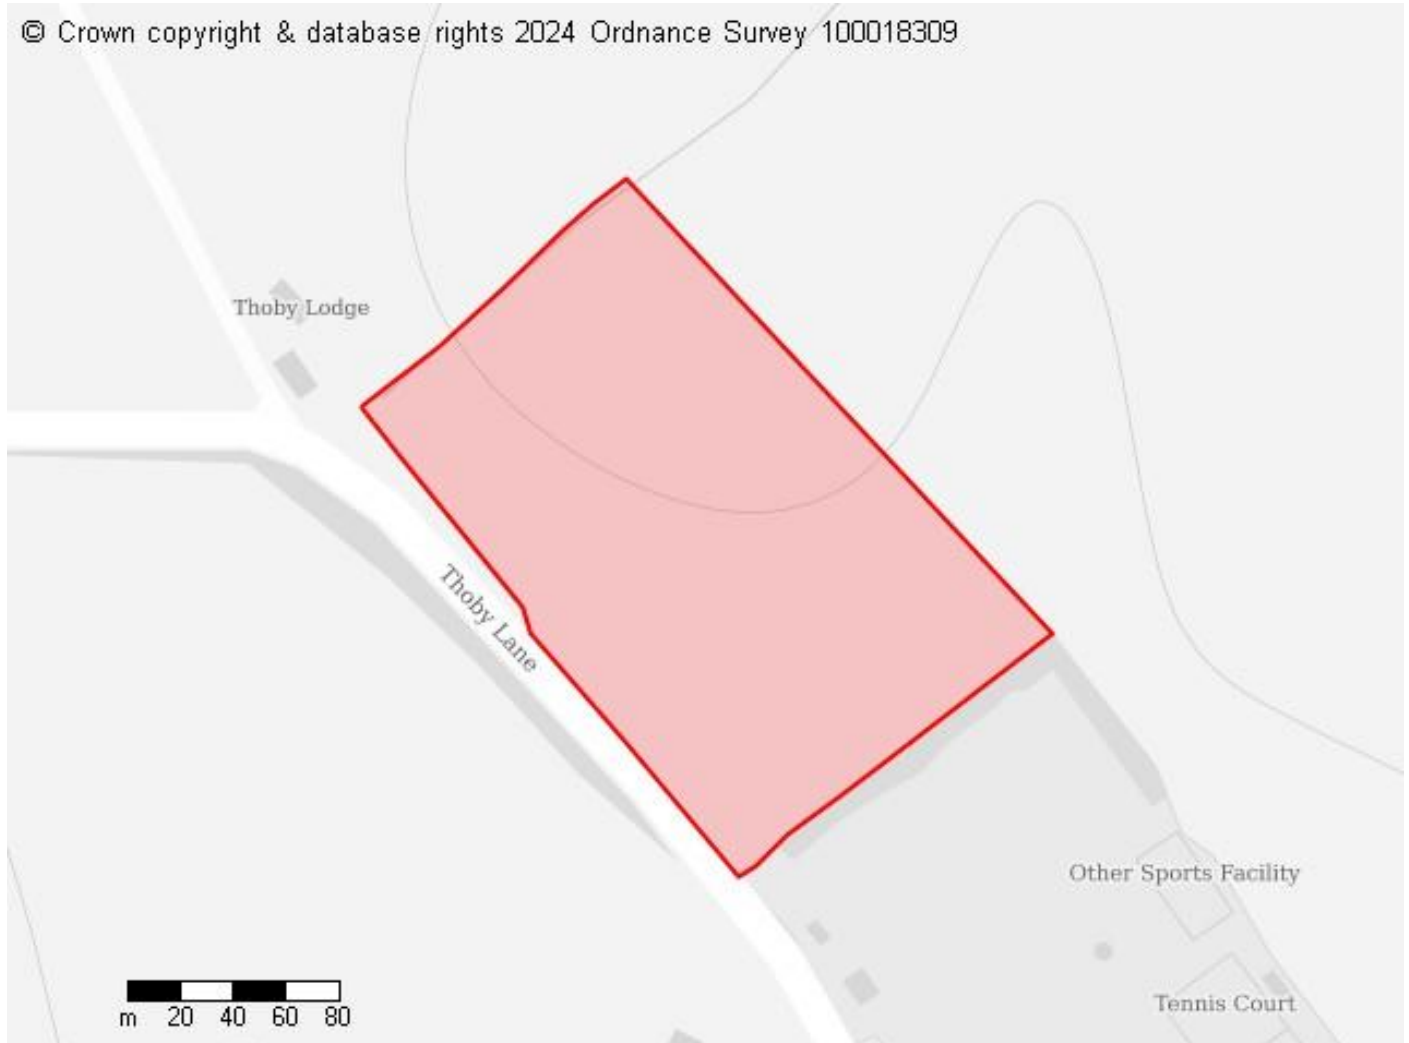 © Crown copyright & database rights 2024 Ordnance Survey 100018309
Thoby Lodge
Thoby Lane
Other Sports Facility
Tennis Court
m 20 40 60 80